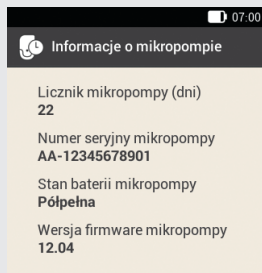 07:00
Informacje o mikropompie
Licznik mikropompy (dni)
22
Numer seryjny mikropompy
AA-12345678901
Stan baterii mikropompy
Półpełna
Wersja firmware mikropompy
12.04